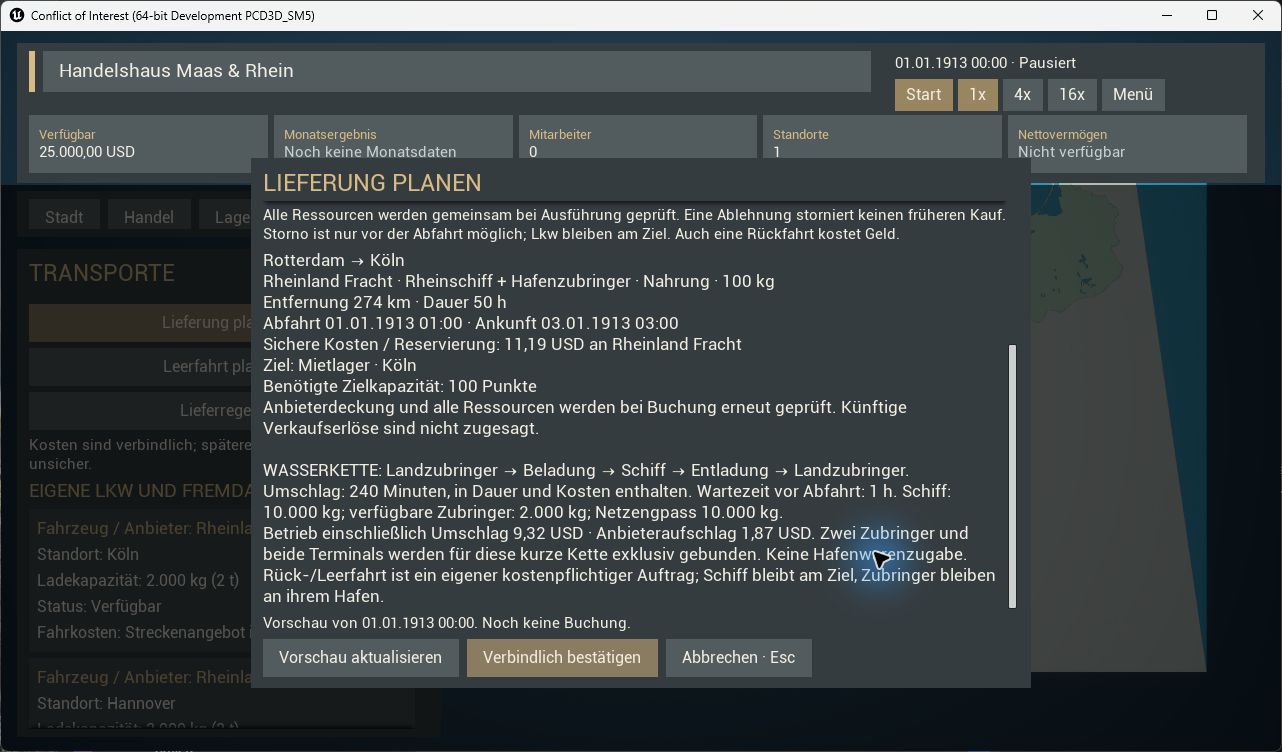 Conflict of Interest (64-bit Development PCD3D_SM5)
Handelshaus Maas & Rhein
01.01.1913 00:00 · Pausiert
Start 1x 4x 16x Menü
Verfügbar
25.000,00 USD
Monatsergebnis
Noch keine Monatsdaten
Mitarbeiter
0
Standorte
1
Nettovermögen
Nicht verfügbar
Stadt Handel Lage
TRANSPORTE
Lieferung pla
Leerfahrt pla
Lieferrege
Kosten sind verbindlich; spätere
unsicher.
EIGENE LKW UND FREMDA
Fahrzeug / Anbieter: Rheinla
Standort: Köln
Ladekapazität: 2.000 kg (2 t)
Status: Verfügbar
Fahrkosten: Streckenangebot i
Fahrzeug / Anbieter: Rheinla
Standort: Hannover
LIEFERUNG PLANEN
Alle Ressourcen werden gemeinsam bei Ausführung geprüft. Eine Ablehnung storniert keinen früheren Kauf.
Storno ist nur vor der Abfahrt möglich; Lkw bleiben am Ziel. Auch eine Rückfahrt kostet Geld.
Rotterdam → Köln
Rheinland Fracht · Rheinschiff + Hafenzubringer · Nahrung · 100 kg
Entfernung 274 km · Dauer 50 h
Abfahrt 01.01.1913 01:00 · Ankunft 03.01.1913 03:00
Sichere Kosten / Reservierung: 11,19 USD an Rheinland Fracht
Ziel: Mietlager · Köln
Benötigte Zielkapazität: 100 Punkte
Anbieterdeckung und alle Ressourcen werden bei Buchung erneut geprüft. Künftige
Verkaufserlöse sind nicht zugesagt.
WASSERKETTE: Landzubringer → Beladung → Schiff → Entladung → Landzubringer.
Umschlag: 240 Minuten, in Dauer und Kosten enthalten. Wartezeit vor Abfahrt: 1 h. Schiff:
10.000 kg; verfügbare Zubringer: 2.000 kg; Netzengpass 10.000 kg.
Betrieb einschließlich Umschlag 9,32 USD · Anbieteraufschlag 1,87 USD. Zwei Zubringer und
beide Terminals werden für diese kurze Kette exklusiv gebunden. Keine Hafenwarenzugabe.
Rück-/Leerfahrt ist ein eigener kostenpflichtiger Auftrag; Schiff bleibt am Ziel, Zubringer bleiben
an ihrem Hafen.
Vorschau von 01.01.1913 00:00. Noch keine Buchung.
Vorschau aktualisieren Verbindlich bestätigen Abbrechen · Esc